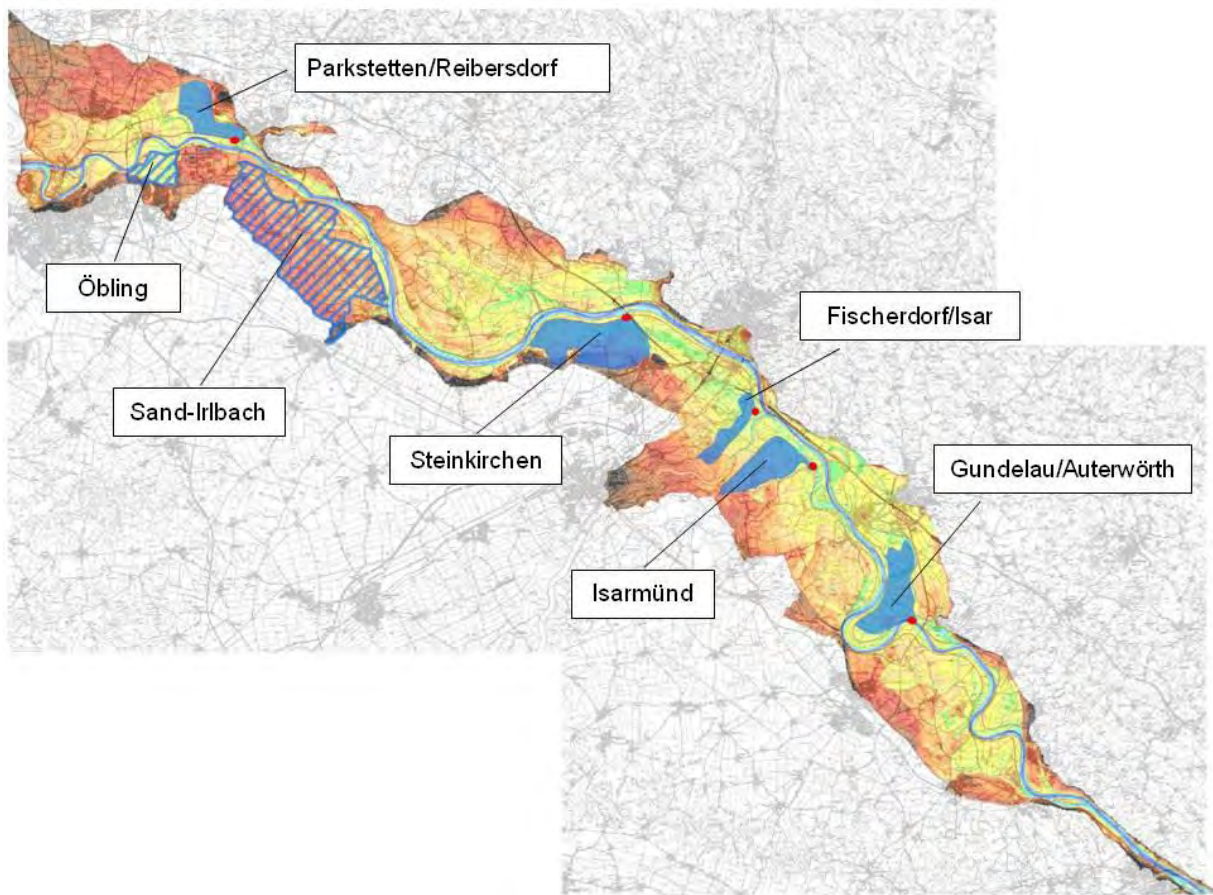 Parkstetten/Reibersdorf
Öbling
Sand-Irlbach
Steinkirchen
Fischerdorf/Isar
Isarmünd
Gundelau/Auterwörth